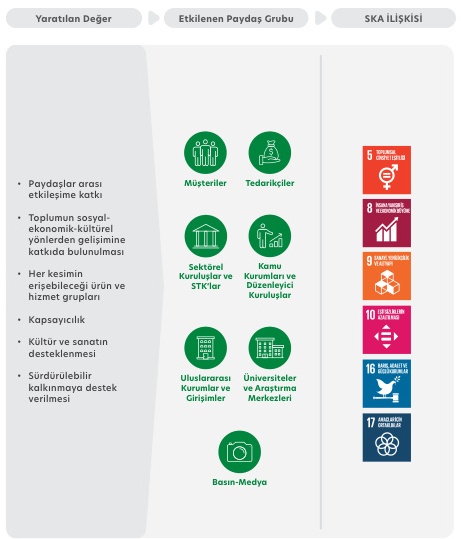 Yaratılan Değer
Etkilenen Paydaş Grubu
SKA İLİŞKİSİ
• Paydaşlar arası
etkileşime katkı
• Toplumun sosyal-
ekonomik-kültürel
yönlerden gelişimine
katkıda bulunulması
• Her kesimin
erişebileceği ürün ve
hizmet grupları
• Kapsayıcılık
• Kültür ve sanatın
desteklenmesi
• Sürdürülebilir
kalkınmaya destek
verilmesi
Müşteriler
Tedarikçiler
Sektörel
Kuruluşlar ve
STK'lar
Kamu
Kurumları ve
Düzenleyici
Kuruluşlar
Uluslararası
Kurumlar ve
Girişimler
Üniversiteler
ve Araştırma
Merkezleri
Basın-Medya
5 TOPLUMSAL
CİNSİYET EŞİTLİĞİ
8 İNSANA YAKIŞIR İŞ
VE EKONOMİK BÜYÜME
9 SANAYİ, YENİLİKÇİLİK
VE ALTYAPI
10 EŞİTSİZLİKLERİN
AZALTILMASI
16 BARIŞ, ADALET VE
GÜÇLÜ KURUMLAR
17 AMAÇLAR İÇİN
ORTAKLIKLAR